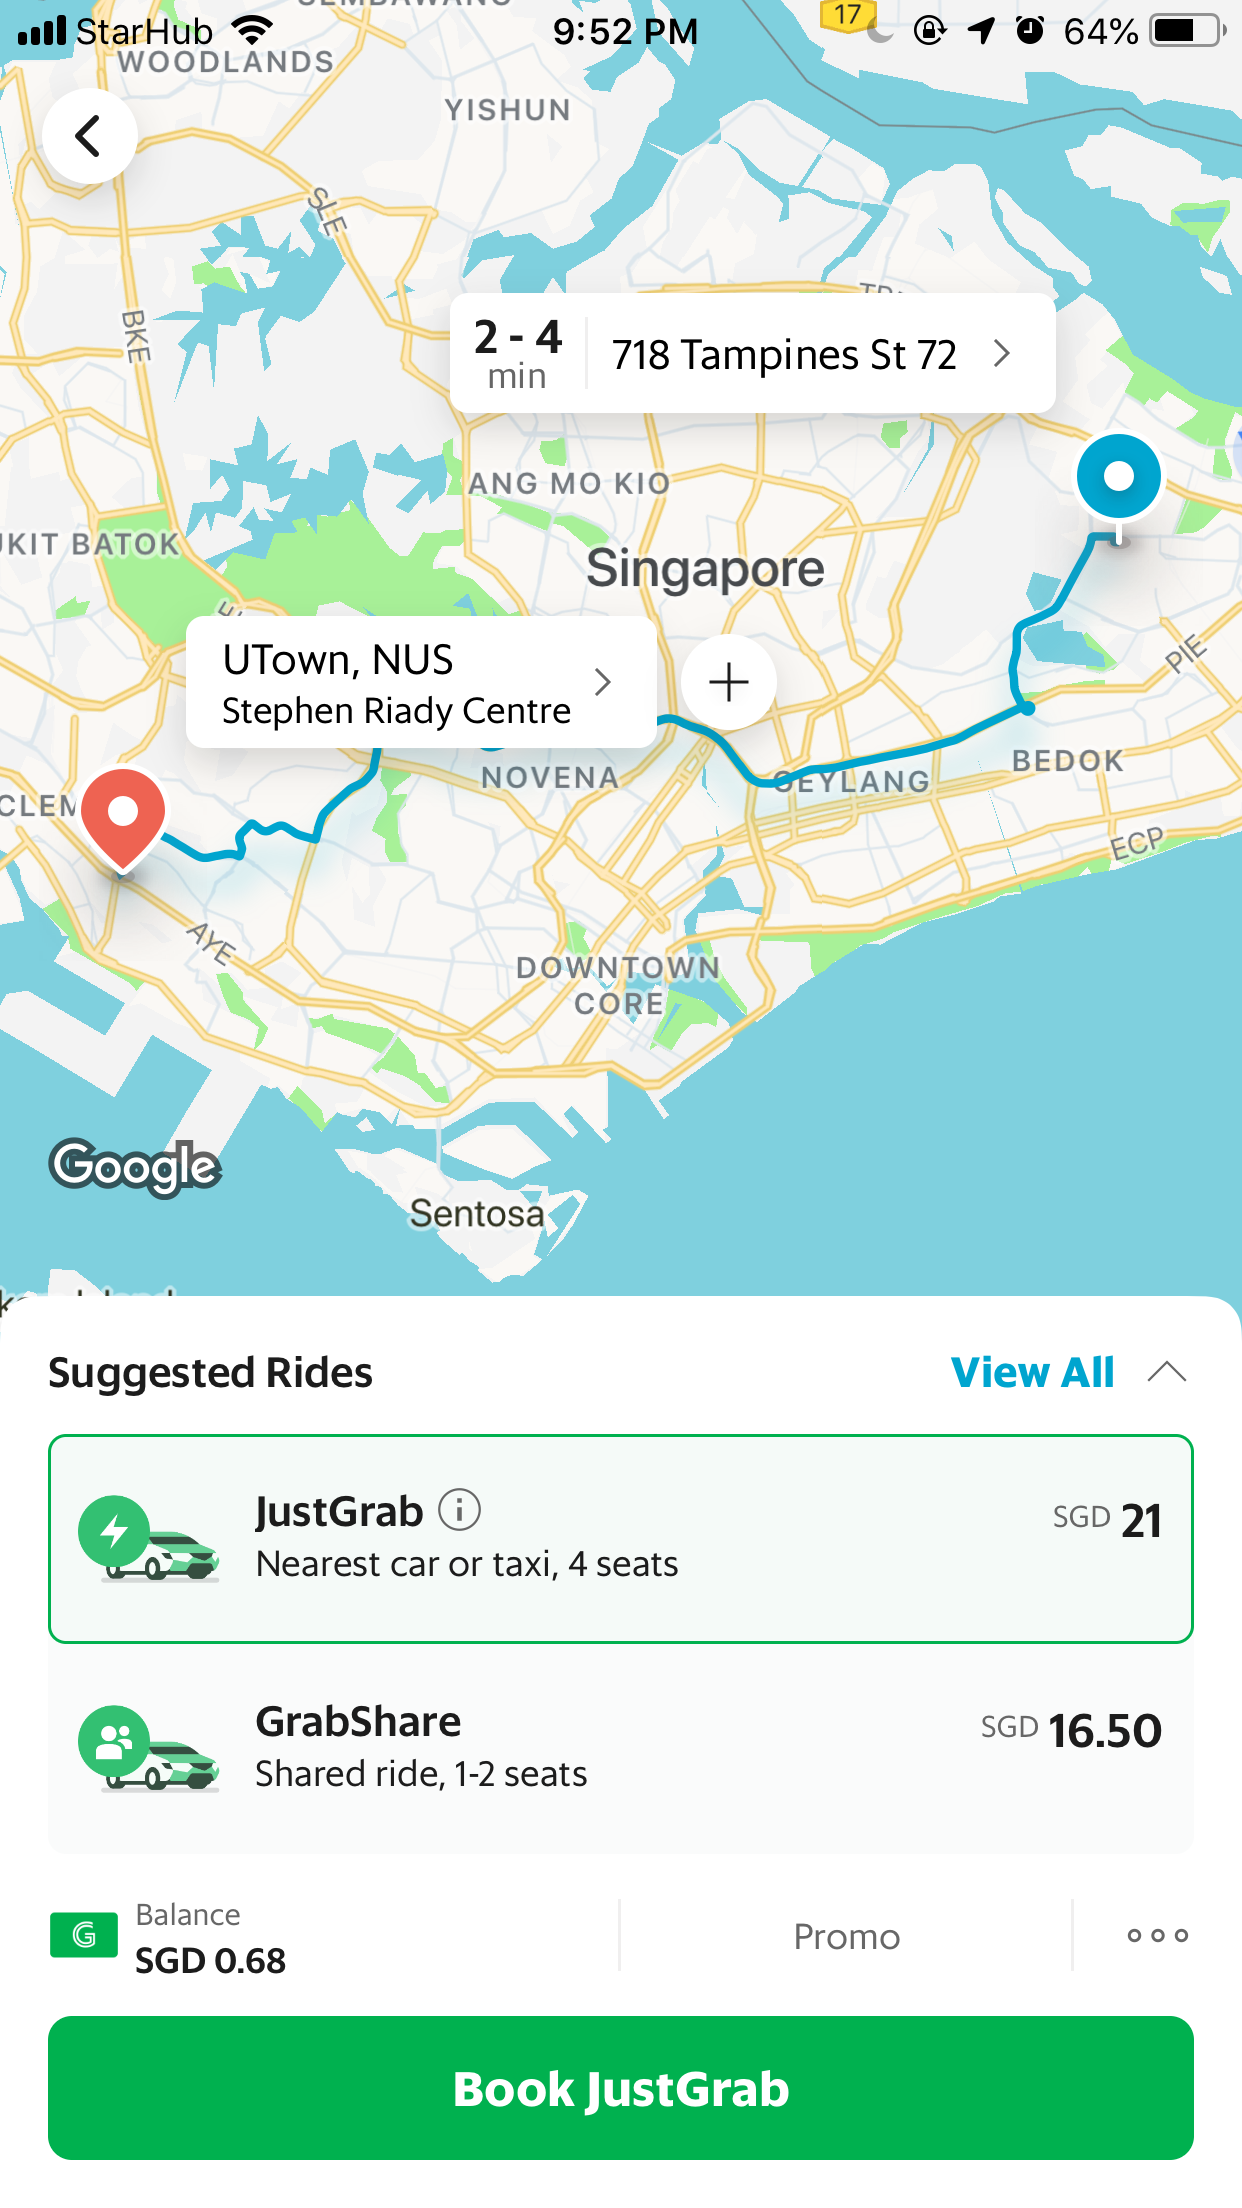 StarHub
9:52 PM
17
64%
SEMBAWANG
WOODLANDS
YISHUN
SLE
BKE
2 - 4
min
718 Tampines St 72
ANG MO KIO
UKIT BATOK
Singapore
UTown, NUS
Stephen Riady Centre
PIE
NOVENA
GEYLANG
BEDOK
CLEM
ECP
AYE
DOWNTOWN
CORE
Google
Sentosa
Suggested Rides
View All
JustGrab
SGD 21
Nearest car or taxi, 4 seats
GrabShare
SGD 16.50
Shared ride, 1-2 seats
Balance
SGD 0.68
Promo
Book JustGrab